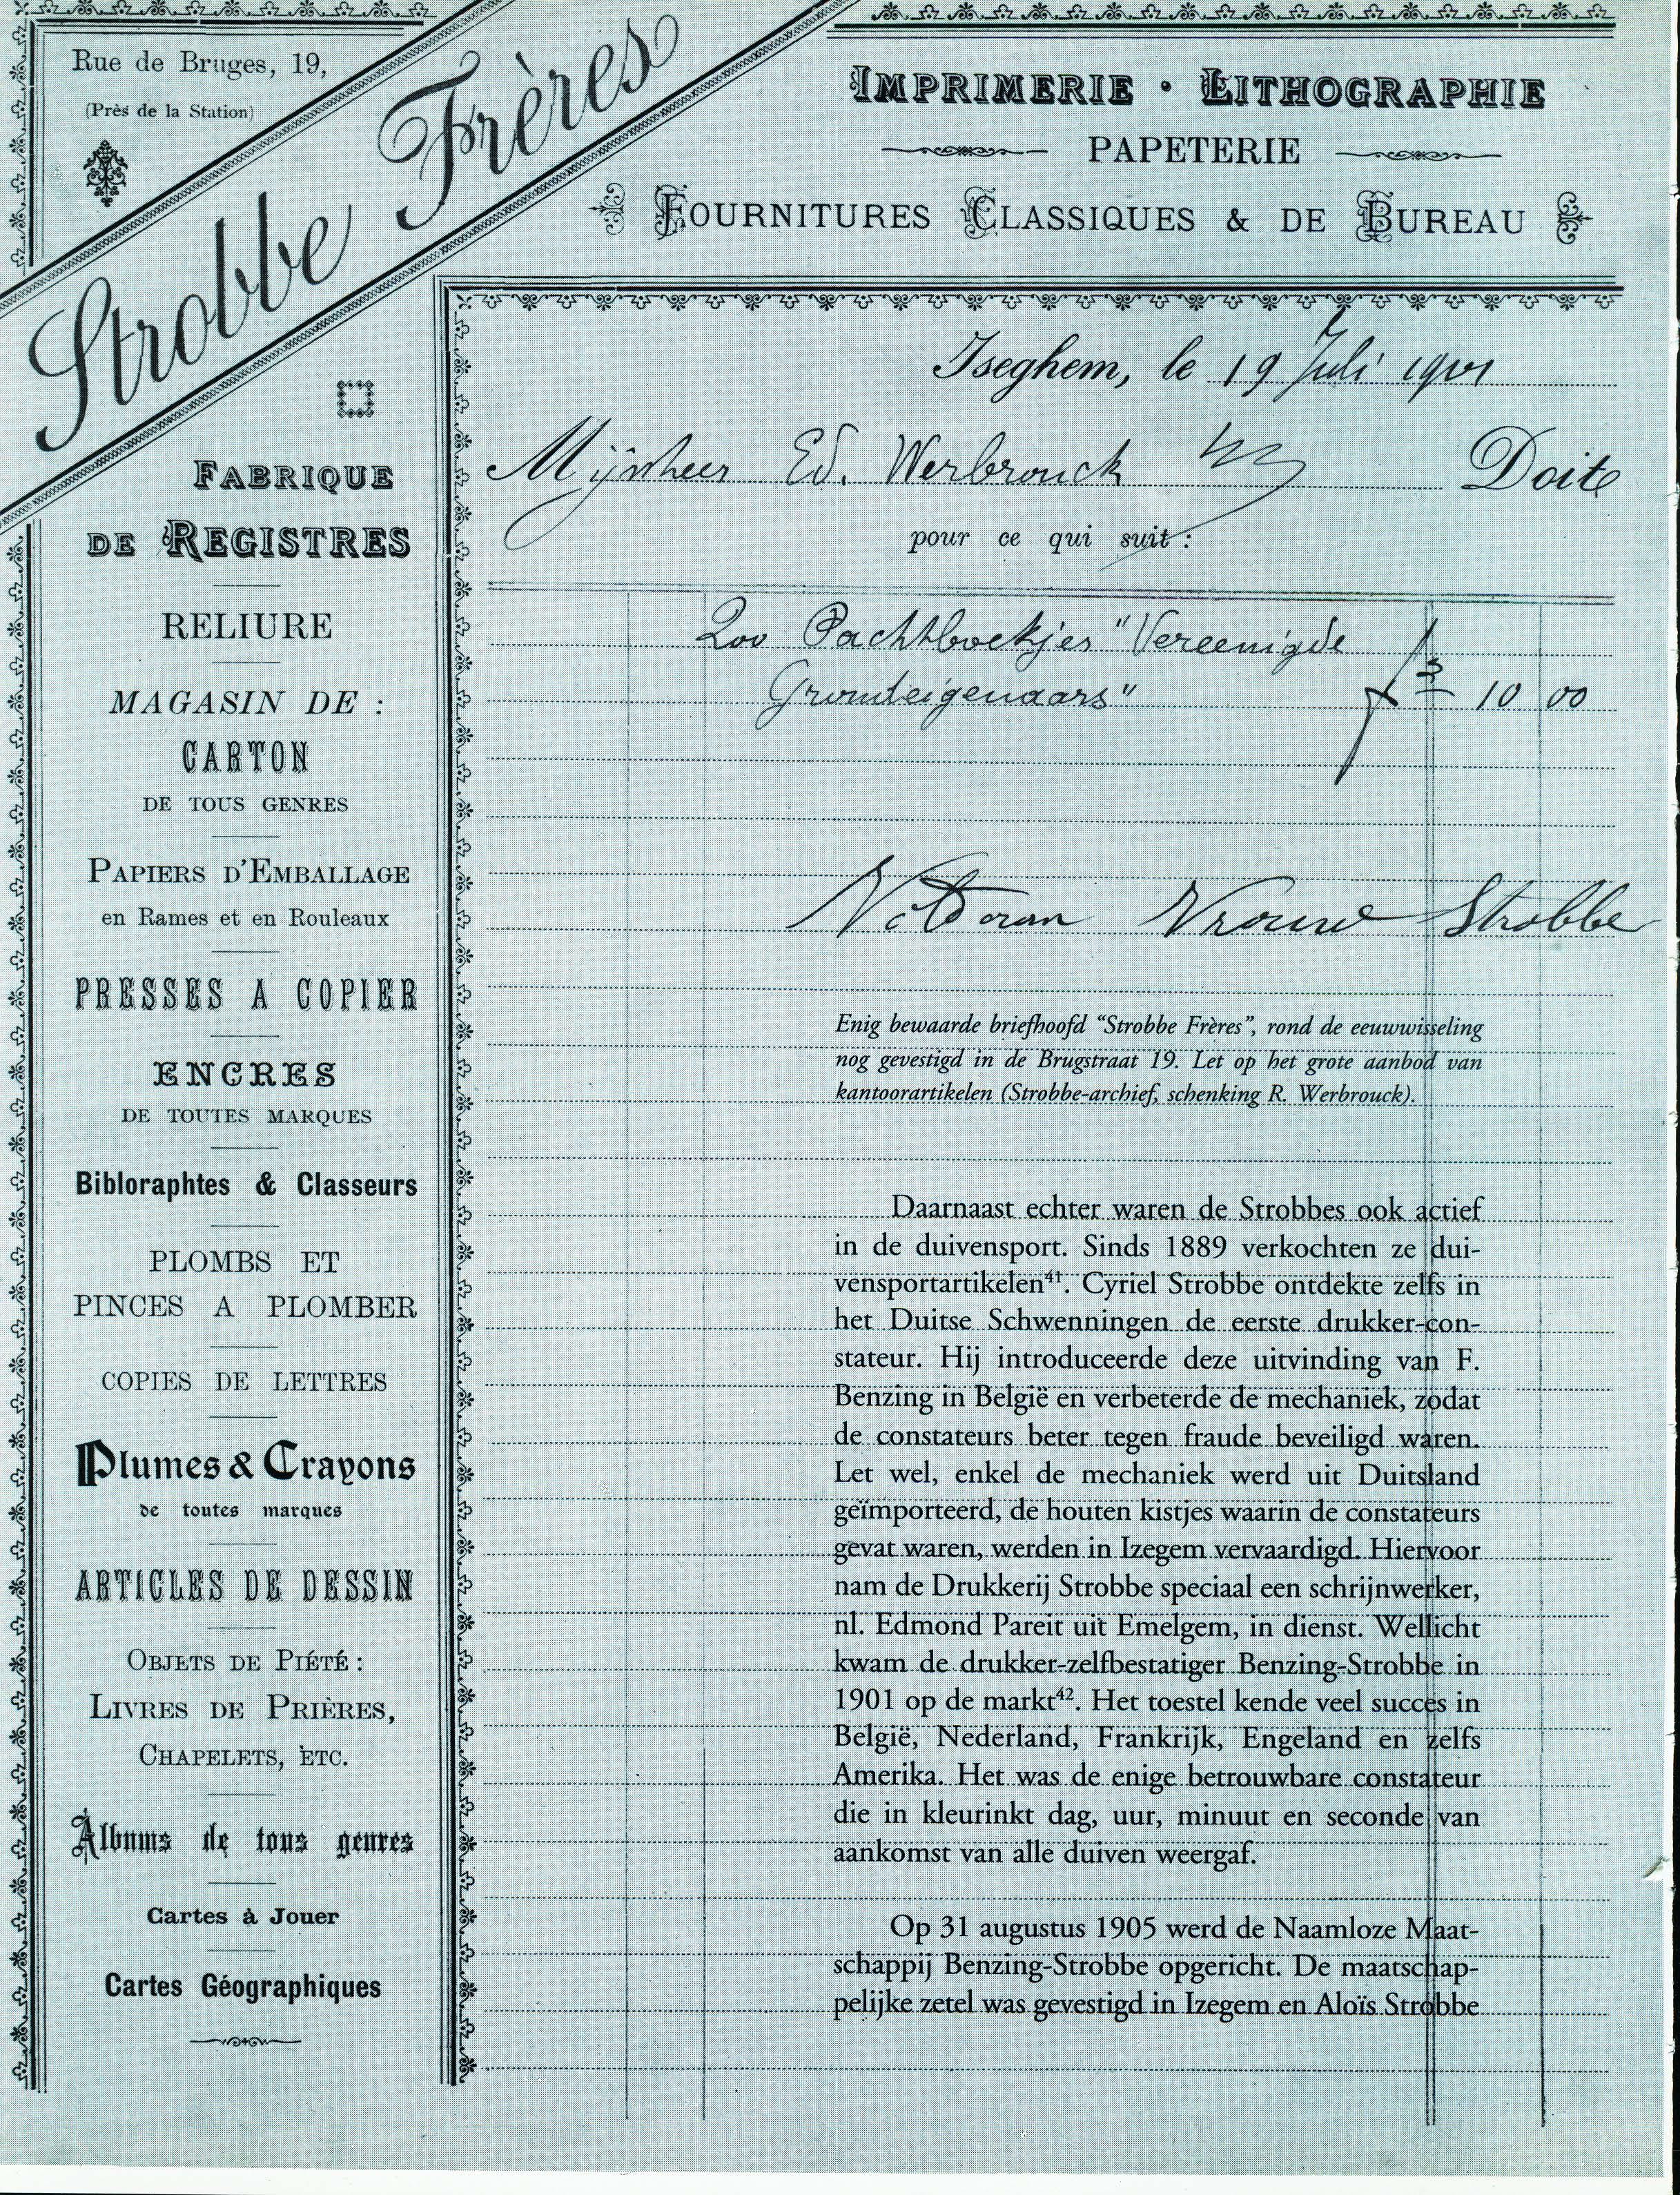 Rue de Bruges, 19,
(Près de la Station)
Strobbe Frères
IMPRIMERIE • LITHOGRAPHIE
PAPETERIE
FOURNITURES CLASSIQUES & DE BUREAU
FABRIQUE
DE REGISTRES
RELIURE
MAGASIN DE :
CARTON
DE TOUS GENRES
PAPIERS D'EMBALLAGE
en Rames et en Rouleaux
PRESSES A COPIER
ENCRES
DE TOUTES MARQUES
Bibloraphtes & Classeurs
PLOMBS ET
PINCES A PLOMBER
COPIES DE LETTRES
Plumes & Crayons
de toutes marques
ARTICLES DE DESSIN
OBJETS DE PIÉTÉ :
LIVRES DE PRIÈRES,
CHAPELETS, ETC.
Albums de tous genres
Cartes à Jouer
Cartes Géographiques
Iseghem, le 19 Juli 1901
Mijnheer Ed. Werbrouck Doit
pour ce qui suit :
200 Pachtboekjes "Vereenigde
Grondeigenaars" 10 00
Voldaan Vrouw Strobbe
Enig bewaarde briefhoofd “Strobbe Frères”, rond de eeuwwisseling
nog gevestigd in de Brugstraat 19. Let op het grote aanbod van
kantoorartikelen (Strobbe-archief, schenking R. Werbrouck).
Daarnaast echter waren de Strobbes ook actief
in de duivensport. Sinds 1889 verkochten ze dui-
vensportartikelen⁴¹. Cyriel Strobbe ontdekte zelfs in
het Duitse Schwenningen de eerste drukker-con-
stateur. Hij introduceerde deze uitvinding van F.
Benzing in België en verbeterde de mechaniek, zodat
de constateurs beter tegen fraude beveiligd waren.
Let wel, enkel de mechaniek werd uit Duitsland
geïmporteerd, de houten kistjes waarin de constateurs
gevat waren, werden in Izegem vervaardigd. Hiervoor
nam de Drukkerij Strobbe speciaal een schrijnwerker,
nl. Edmond Pareit uit Emelgem, in dienst. Wellicht
kwam de drukker-zelfbestatiger Benzing-Strobbe in
1901 op de markt⁴². Het toestel kende veel succes in
België, Nederland, Frankrijk, Engeland en zelfs
Amerika. Het was de enige betrouwbare constateur
die in kleurinkt dag, uur, minuut en seconde van
aankomst van alle duiven weergaf.
Op 31 augustus 1905 werd de Naamloze Maat-
schappij Benzing-Strobbe opgericht. De maatschap-
pelijke zetel was gevestigd in Izegem en Aloïs Strobbe